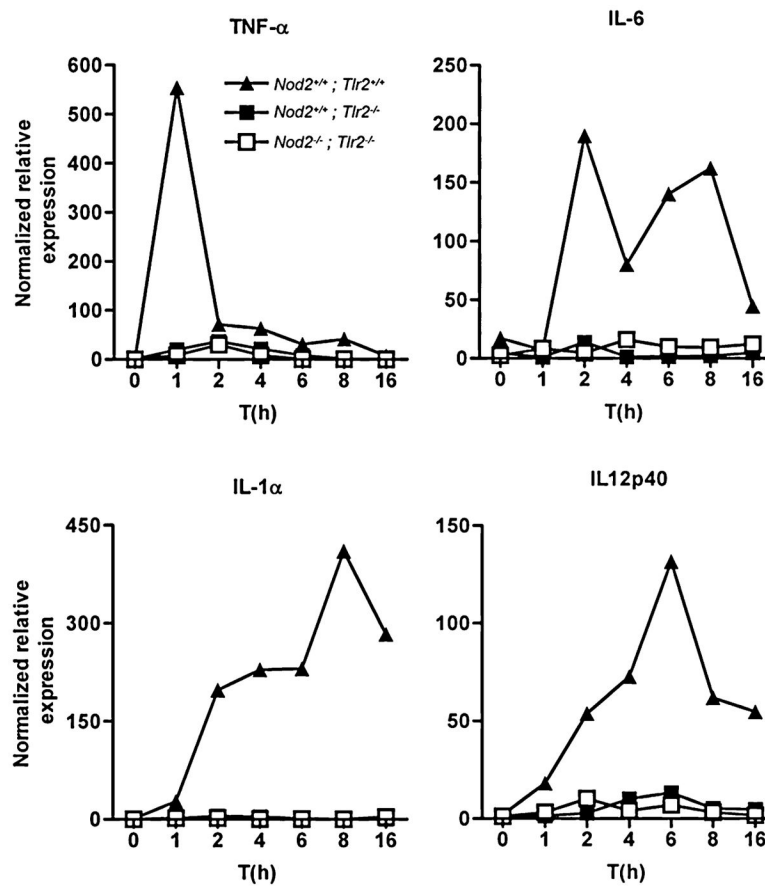 TNF-α
Normalized relative
expression
600
500
400
300
200
100
0
Nod2+/+ ; Tlr2+/+
Nod2+/+ ; Tlr2-/-
Nod2-/- ; Tlr2-/-
0 1 2 4 6 8 16
T(h)
IL-6
250
200
150
100
50
0
0 1 2 4 6 8 16
T(h)
IL-1α
Normalized relative
expression
450
300
150
0
0 1 2 4 6 8 16
T(h)
IL12p40
150
100
50
0
0 1 2 4 6 8 16
T(h)